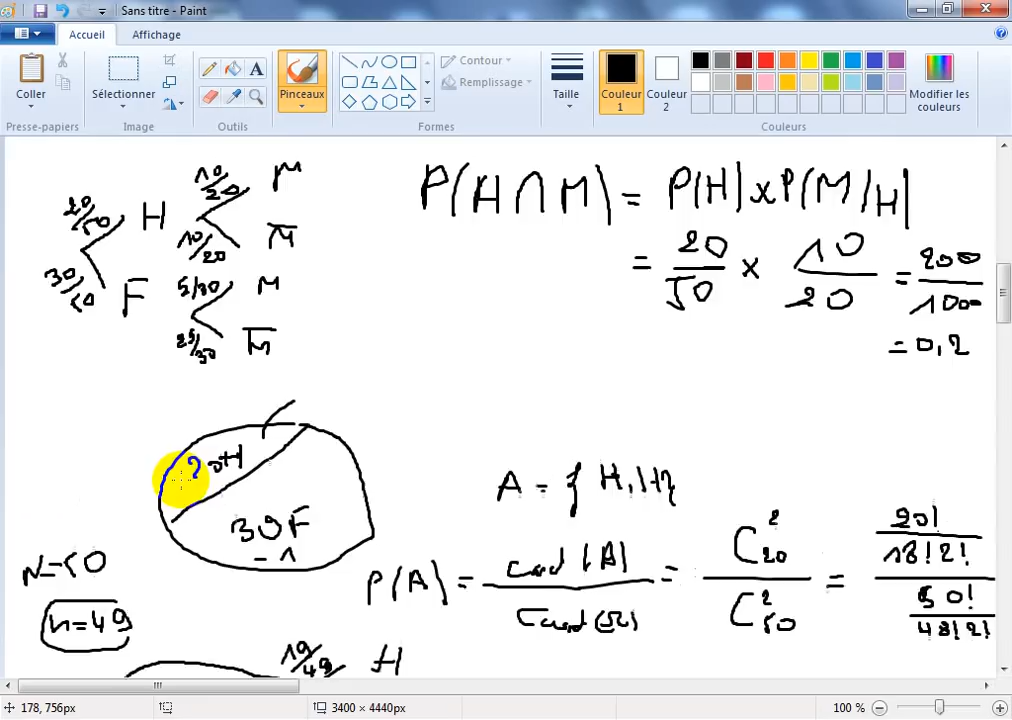 Sans titre - Paint
Accueil Affichage
Coller
Sélectionner
Pinceaux
Contour
Remplissage
Taille
Couleur 1
Couleur 2
Modifier les couleurs
Presse-papiers Image Outils Formes Couleurs
20/50 H 10/20 M
10/20 M̅
30/50 F 5/30 M
25/30 M̅
P(H∩M) = P(H) x P(M/H)
= 20/50 x 10/20 = 200/1000
= 0,2
20H
30F
- 1
A = { H, H }
N=50
n=49
P(A) = Card (A) / Card (Ω) = C²₂₀ / C²₅₀ = 20! / 18! 2! / 50! / 48! 2!
19/49 H
178, 756px
3400 × 4440px
100 %